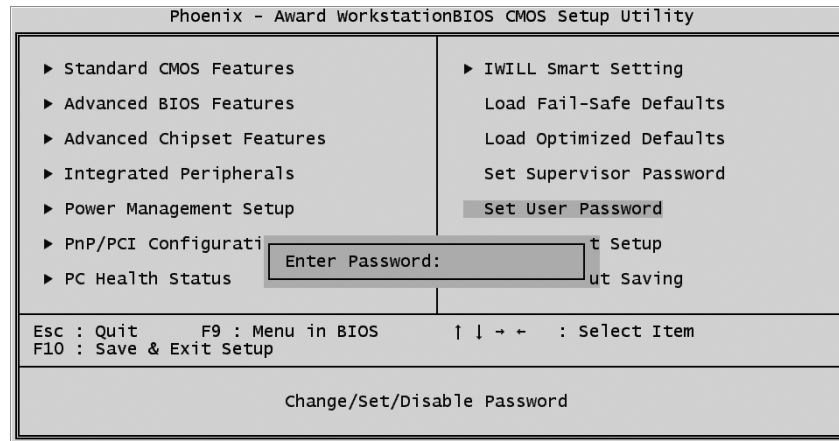 Phoenix - Award WorkstationBIOS CMOS Setup Utility
▶ Standard CMOS Features
▶ Advanced BIOS Features
▶ Advanced Chipset Features
▶ Integrated Peripherals
▶ Power Management Setup
▶ PnP/PCI Configurati
▶ PC Health Status
▶ IWILL Smart Setting
Load Fail-Safe Defaults
Load Optimized Defaults
Set Supervisor Password
Set User Password
t Setup
ut Saving
Enter Password:
Esc : Quit F9 : Menu in BIOS ↑ ↓ → ← : Select Item
F10 : Save & Exit Setup
Change/Set/Disable Password